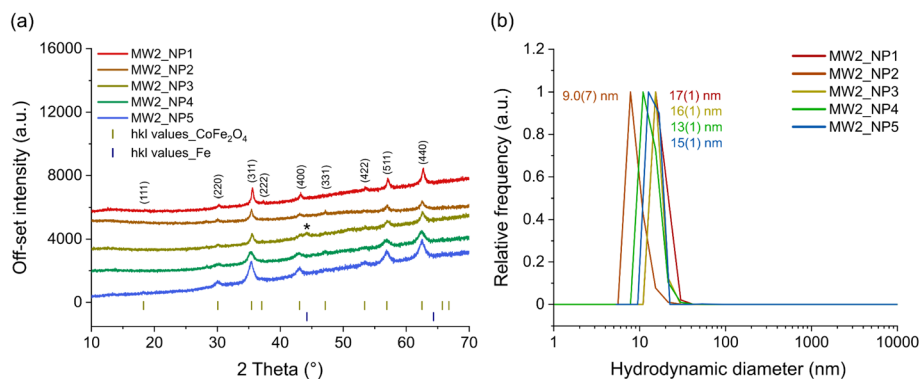 (a)
16000
12000
8000
4000
0
Off-set intensity (a.u.)
MW2_NP1
MW2_NP2
MW2_NP3
MW2_NP4
MW2_NP5
hkl values_CoFe₂O₄
hkl values_Fe
(111)
(220)
(311)
(222)
(400)
(331)
(422)
(511)
(440)
*
10 20 30 40 50 60 70
2 Theta (°)
(b)
1.2
1
0.8
0.6
0.4
0.2
0
Relative frequency (a.u.)
9.0(7) nm
17(1) nm
16(1) nm
13(1) nm
15(1) nm
MW2_NP1
MW2_NP2
MW2_NP3
MW2_NP4
MW2_NP5
1 10 100 1000 10000
Hydrodynamic diameter (nm)